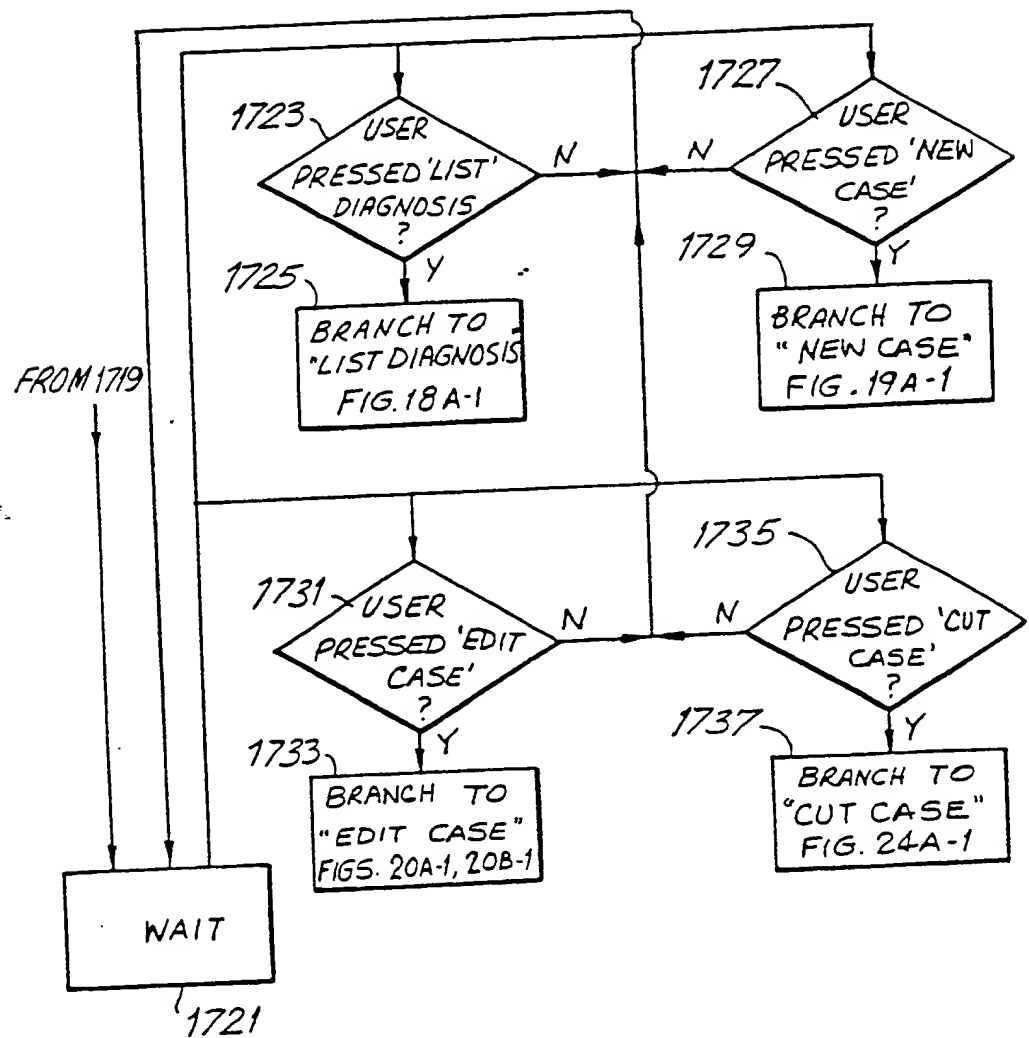 1723
USER
PRESSED 'LIST'
DIAGNOSIS
?
N
Y
1727
USER
PRESSED 'NEW
CASE'
?
N
Y
1725
BRANCH TO
"LIST DIAGNOSIS
FIG. 18A-1
1729
BRANCH TO
"NEW CASE"
FIG. 19A-1
FROM 1719
1731
USER
PRESSED 'EDIT
CASE'
?
N
Y
1735
USER
PRESSED 'CUT
CASE'
?
N
Y
1733
BRANCH TO
"EDIT CASE"
FIGS. 20A-1, 20B-1
1737
BRANCH TO
"CUT CASE"
FIG. 24A-1
WAIT
1721